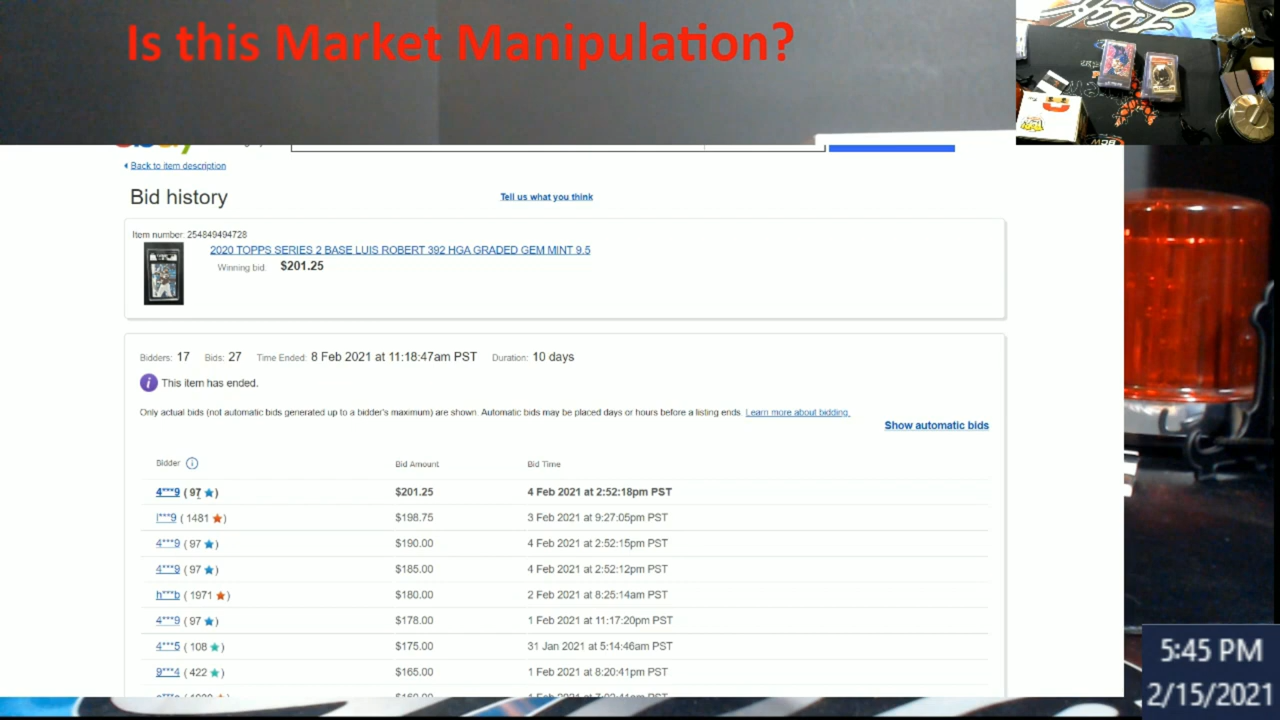 Is this Market Manipulation?
Back to item description
Bid history
Tell us what you think
Item number: 254849494728
2020 TOPPS SERIES 2 BASE LUIS ROBERT 392 HGA GRADED GEM MINT 9.5
Winning bid: $201.25
Bidders: 17 Bids: 27 Time Ended: 8 Feb 2021 at 11:18:47am PST Duration: 10 days
This item has ended.
Only actual bids (not automatic bids generated up to a bidder's maximum) are shown. Automatic bids may be placed days or hours before a listing ends. Learn more about bidding.
Show automatic bids
Bidder Bid Amount Bid Time
4***9 ( 97 ) $201.25 4 Feb 2021 at 2:52:18pm PST
i***9 ( 1481 ) $198.75 3 Feb 2021 at 9:27:05pm PST
4***9 ( 97 ) $190.00 4 Feb 2021 at 2:52:15pm PST
4***9 ( 97 ) $185.00 4 Feb 2021 at 2:52:12pm PST
h***b ( 1971 ) $180.00 2 Feb 2021 at 8:25:14am PST
4***9 ( 97 ) $178.00 1 Feb 2021 at 11:17:20pm PST
4***5 ( 108 ) $175.00 31 Jan 2021 at 5:14:46am PST
9***4 ( 422 ) $165.00 1 Feb 2021 at 8:20:41pm PST
5:45 PM
2/15/2021